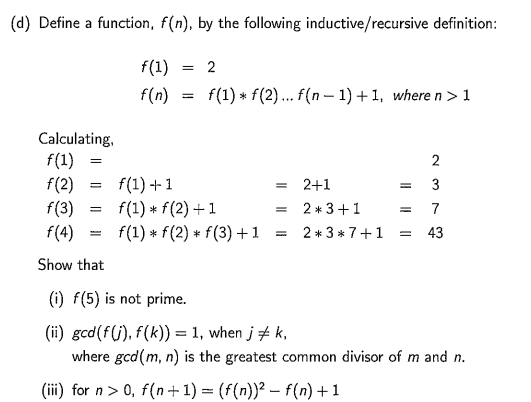 (d) Define a function, f(n), by the following inductive/recursive definition:
f(1) = 2
f(n) = f(1) * f(2) ... f(n − 1) + 1, where n > 1
Calculating,
f(1) = 2
f(2) = f(1) + 1 = 2+1 = 3
f(3) = f(1) * f(2) + 1 = 2 * 3 + 1 = 7
f(4) = f(1) * f(2) * f(3) + 1 = 2 * 3 * 7 + 1 = 43
Show that
(i) f(5) is not prime.
(ii) gcd(f(j), f(k)) = 1, when j ≠ k,
where gcd(m, n) is the greatest common divisor of m and n.
(iii) for n > 0, f(n + 1) = (f(n))² − f(n) + 1